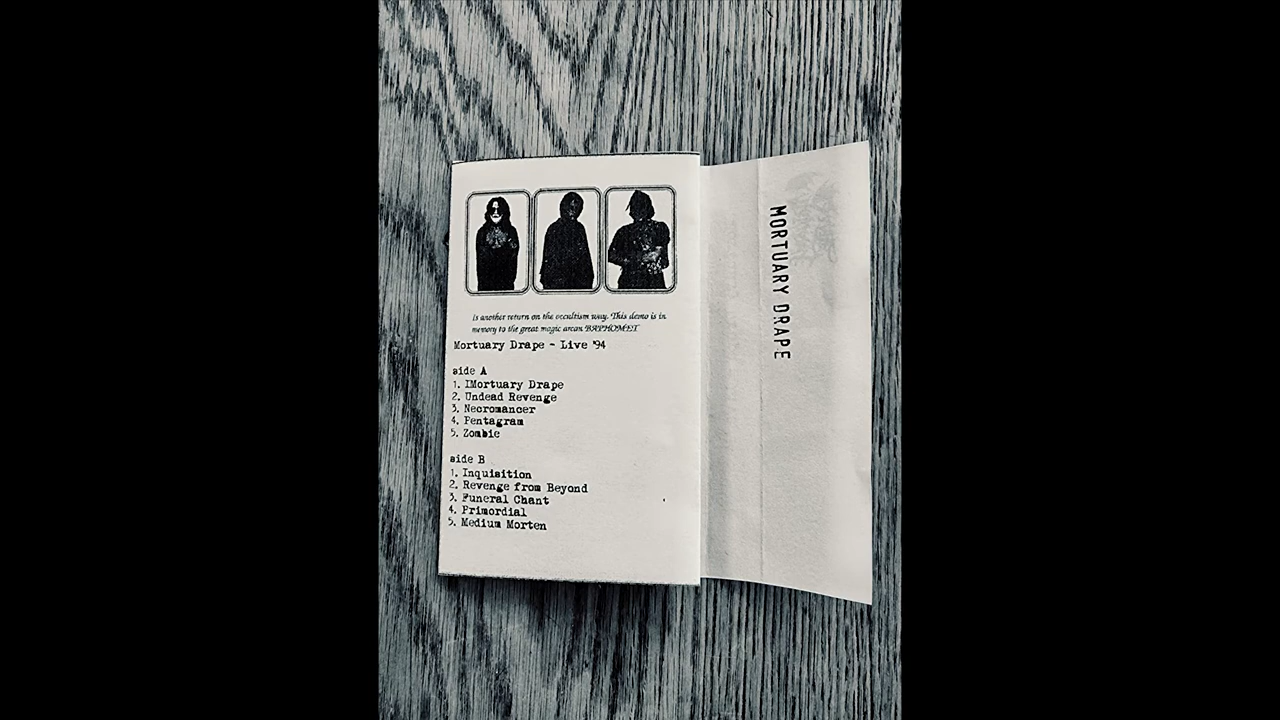 is another return on the occultism way. This demo is in
memory to the great magic arcan BAPHOMET
Mortuary Drape - Live '94
side A
1. IMortuary Drape
2. Undead Revenge
3. Necromancer
4. Pentagram
5. Zombie
side B
1. Inquisition
2. Revenge from Beyond
3. Funeral Chant
4. Primordial
5. Medium Morten
MORTUARY DRAPE